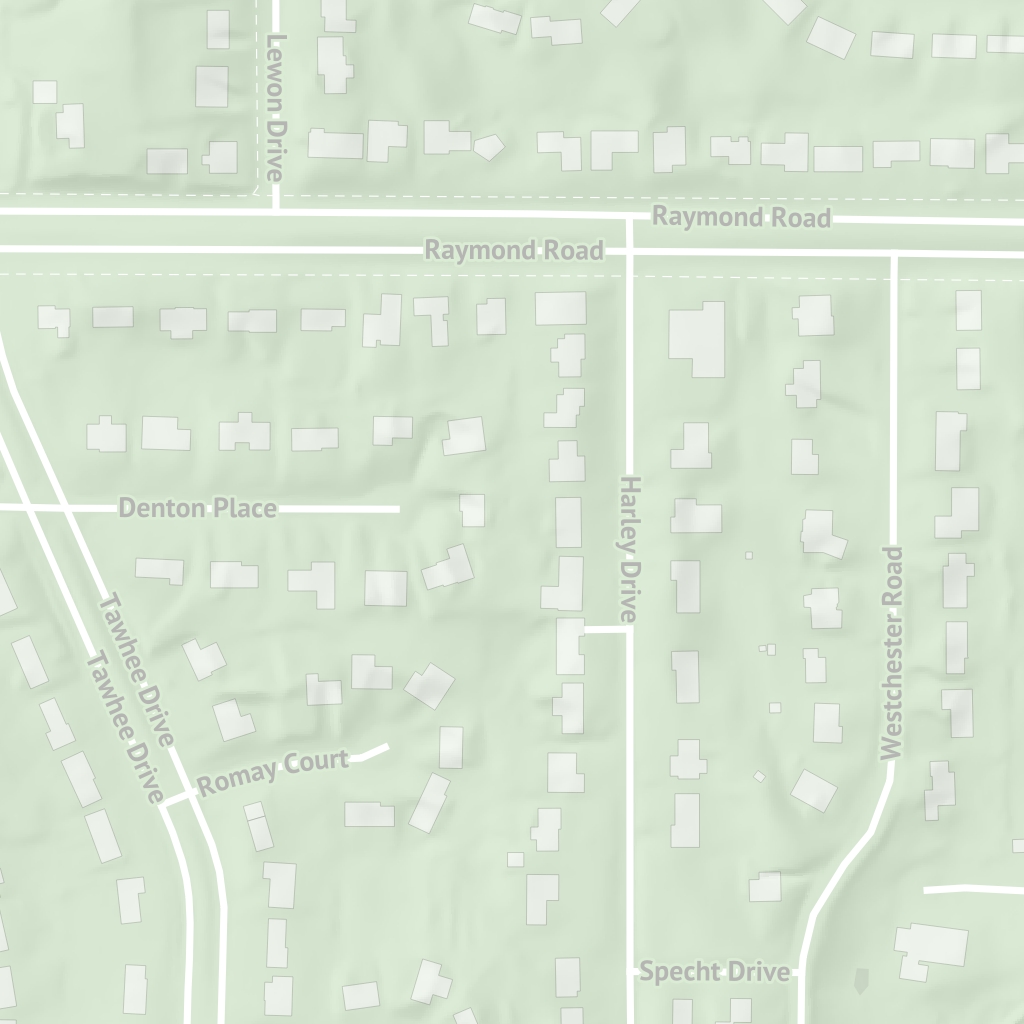 Lewon Drive
Raymond Road
Raymond Road
Denton Place
Harley Drive
Tawhee Drive
Tawhee Drive
Westchester Road
Romay Court
Specht Drive